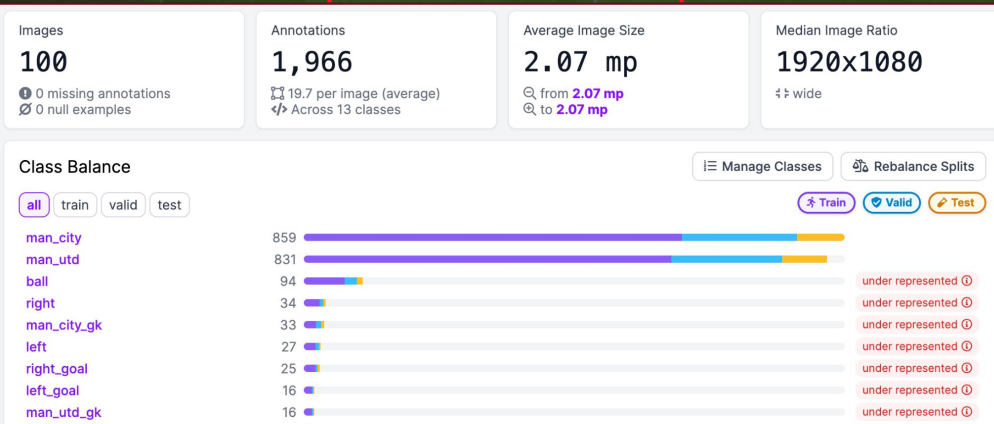 Images
100
0 missing annotations
0 null examples
Annotations
1,966
19.7 per image (average)
Across 13 classes
Average Image Size
2.07 mp
from 2.07 mp
to 2.07 mp
Median Image Ratio
1920x1080
wide
Class Balance
Manage Classes
Rebalance Splits
all train valid test
Train Valid Test
man_city 859
man_utd 831
ball 94 under represented
right 34 under represented
man_city_gk 33 under represented
left 27 under represented
right_goal 25 under represented
left_goal 16 under represented
man_utd_gk 16 under represented